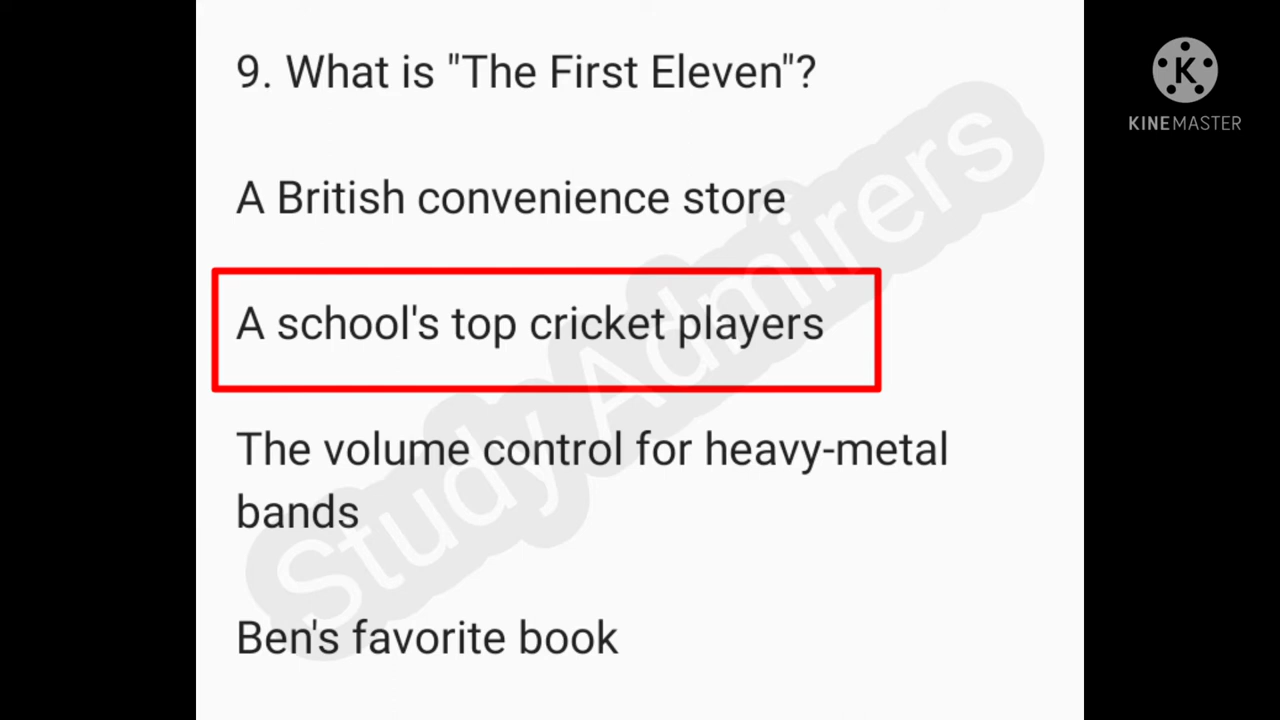 9. What is "The First Eleven"?
KINEMASTER
A British convenience store
A school's top cricket players
The volume control for heavy-metal
bands
Ben's favorite book
Study Admirers